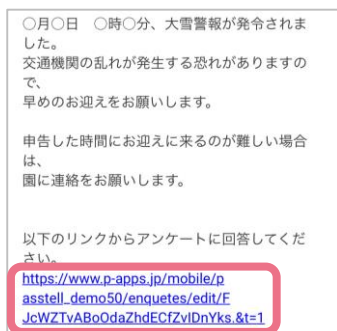 ○月○日　○時○分、大雪警報が発令されま
した。
交通機関の乱れが発生する恐れがありますの
で、
早めのお迎えをお願いします。
申告した時間にお迎えに来るのが難しい場合
は、
園に連絡をお願いします。
以下のリンクからアンケートに回答してくだ
さい。
https://www.p-apps.jp/mobile/p
asstell_demo50/enquetes/edit/F
JcWZTvABoOdaZhdECfZvIDnYks.&t=1